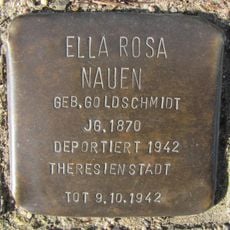 ELLA ROSA
NAUEN
GEB.GOLDSCHMIDT
JG.1870
DEPORTIERT 1942
THERESIENSTADT
TOT 9.10.1942